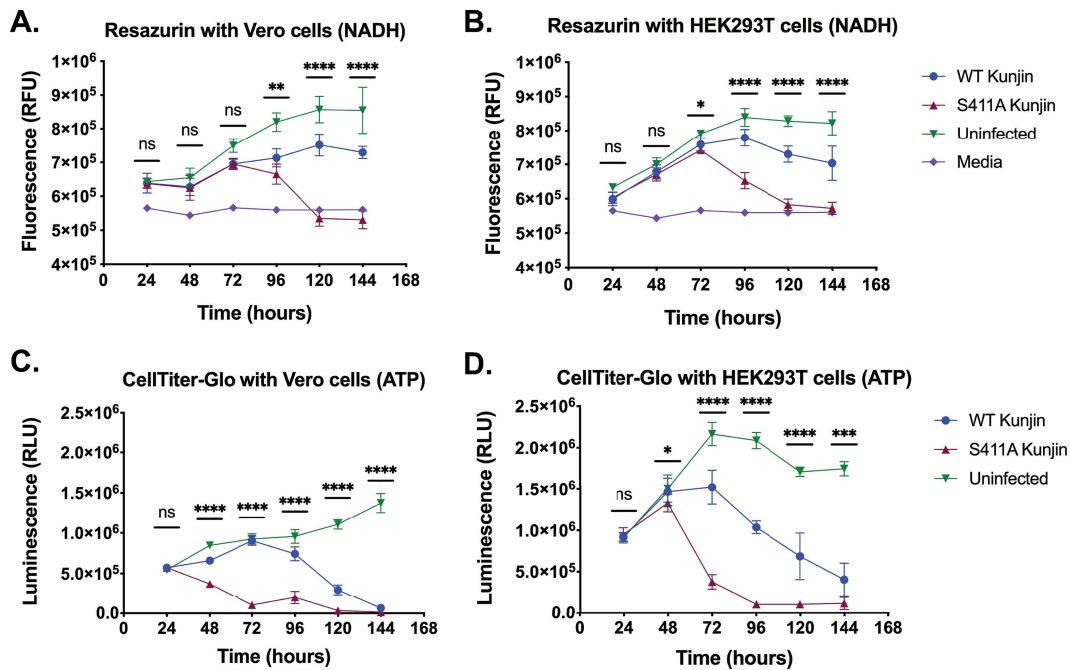 A.
Resazurin with Vero cells (NADH)
Fluorescence (RFU)
1×10⁶
9×10⁵
8×10⁵
7×10⁵
6×10⁵
5×10⁵
4×10⁵
ns
ns
ns
**
****
****
0 24 48 72 96 120 144 168
Time (hours)
B.
Resazurin with HEK293T cells (NADH)
Fluorescence (RFU)
1×10⁶
9×10⁵
8×10⁵
7×10⁵
6×10⁵
5×10⁵
4×10⁵
ns
ns
*
****
****
****
0 24 48 72 96 120 144 168
Time (hours)
WT Kunjin
S411A Kunjin
Uninfected
Media
C.
CellTiter-Glo with Vero cells (ATP)
Luminescence (RLU)
2.5×10⁶
2.0×10⁶
1.5×10⁶
1.0×10⁶
5.0×10⁵
0.0
ns
****
****
****
****
****
0 24 48 72 96 120 144 168
Time (hours)
D.
CellTiter-Glo with HEK293T cells (ATP)
Luminescence (RLU)
2.5×10⁶
2.0×10⁶
1.5×10⁶
1.0×10⁶
5.0×10⁵
0.0
ns
*
****
****
****
***
0 24 48 72 96 120 144 168
Time (hours)
WT Kunjin
S411A Kunjin
Uninfected